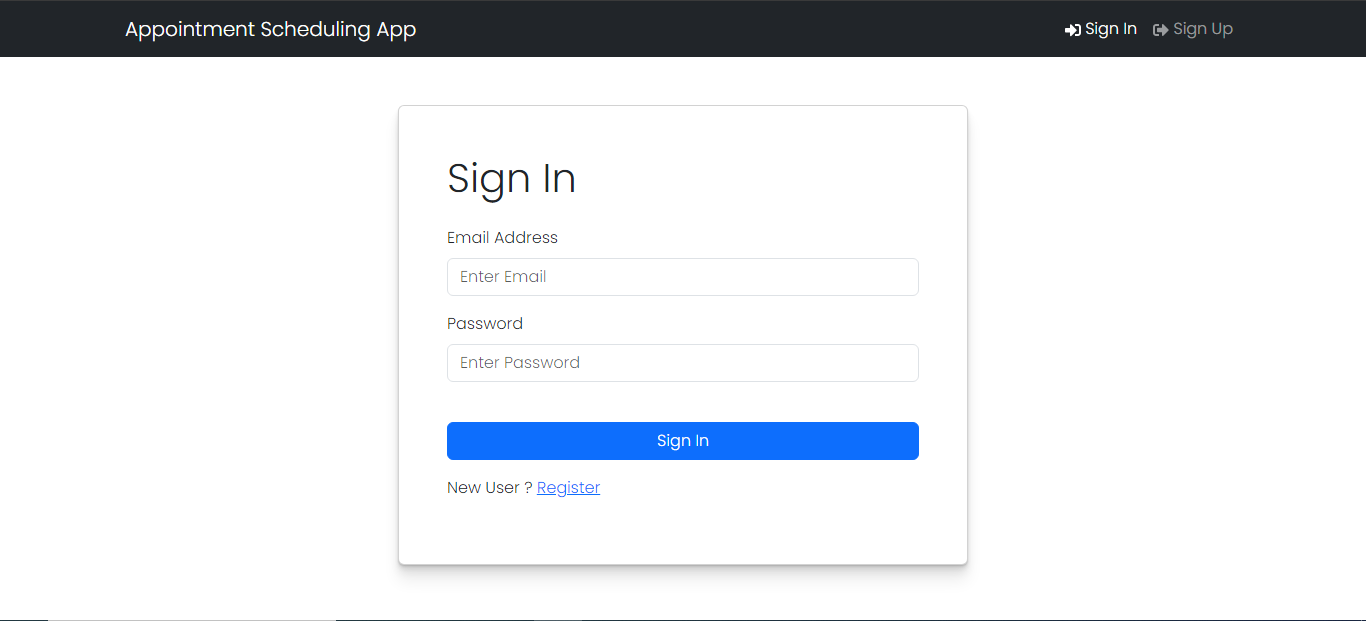 Appointment Scheduling App Sign In Sign Up
Sign In
Email Address
Enter Email
Password
Enter Password
Sign In
New User ? Register